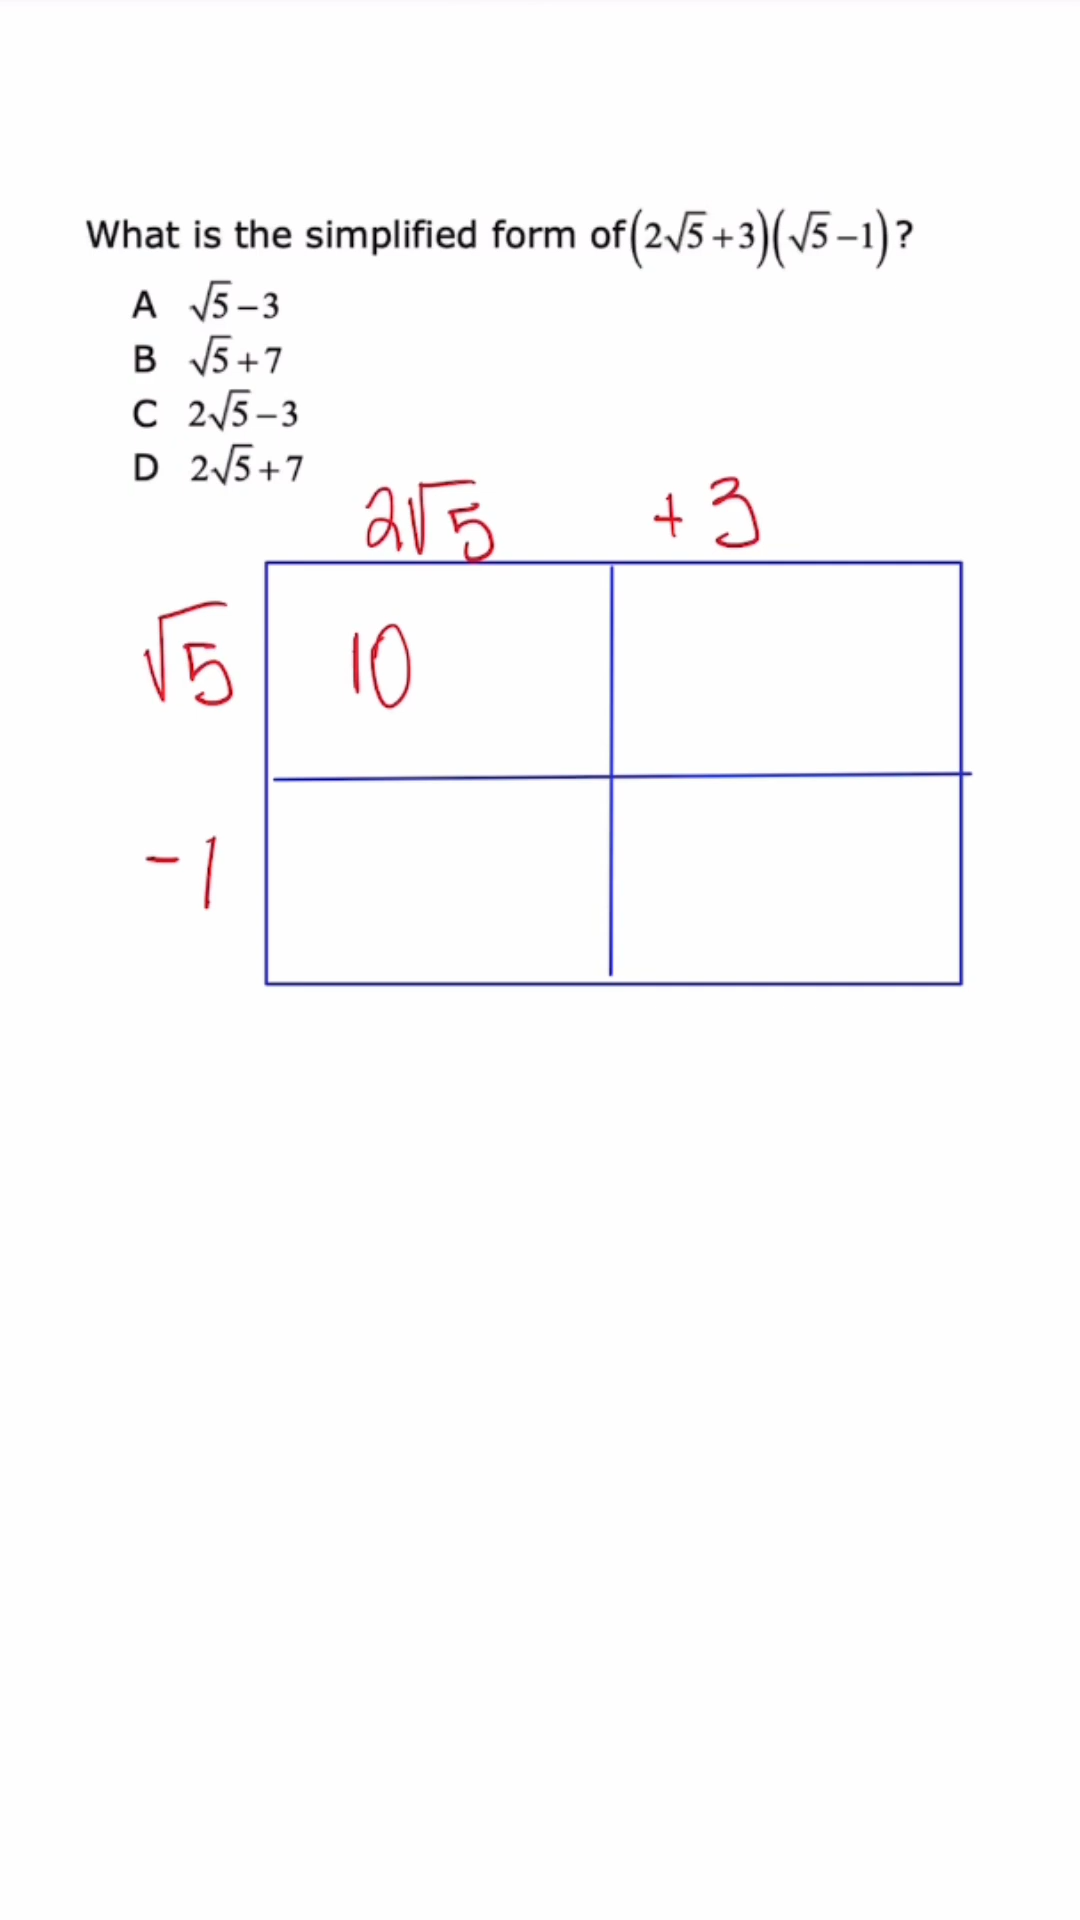 What is the simplified form of (2√5+3)(√5−1)?
A √5−3
B √5+7
C 2√5−3
D 2√5+7
2√5 +3
√5 10
-1